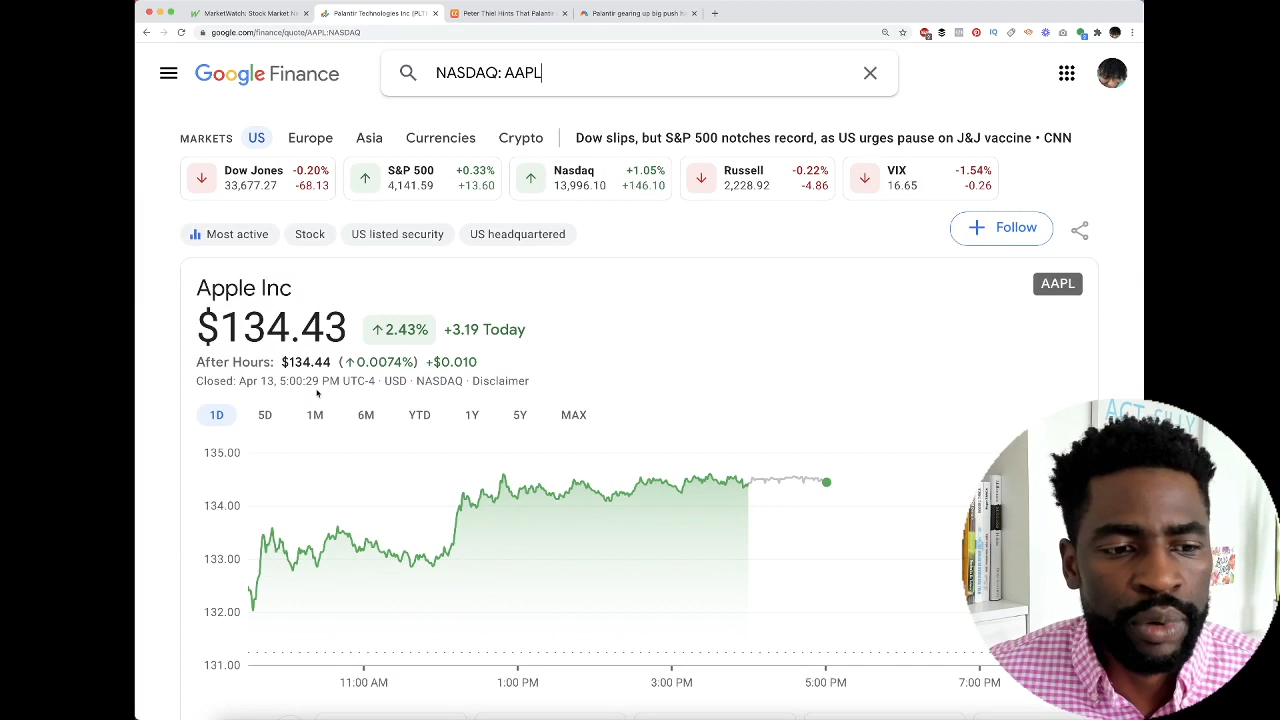 MarketWatch: Stock Market N
Palantir Technologies Inc (PLT
Peter Thiel Hints That Palantir
Palantir gearing up big push
google.com/finance/quote/AAPL:NASDAQ
Google Finance
NASDAQ: AAPL
MARKETS US Europe Asia Currencies Crypto Dow slips, but S&P 500 notches record, as US urges pause on J&J vaccine • CNN
Dow Jones -0.20%
33,677.27 -68.13
S&P 500 +0.33%
4,141.59 +13.60
Nasdaq +1.05%
13,996.10 +146.10
Russell -0.22%
2,228.92 -4.86
VIX -1.54%
16.65 -0.26
Most active Stock US listed security US headquartered
Follow
Apple Inc
AAPL
$134.43 ↑2.43% +3.19 Today
After Hours: $134.44 (↑0.0074%) +$0.010
Closed: Apr 13, 5:00:29 PM UTC-4 · USD · NASDAQ · Disclaimer
1D 5D 1M 6M YTD 1Y 5Y MAX
135.00
134.00
133.00
132.00
131.00
11:00 AM 1:00 PM 3:00 PM 5:00 PM 7:00 PM
ACT SILLY